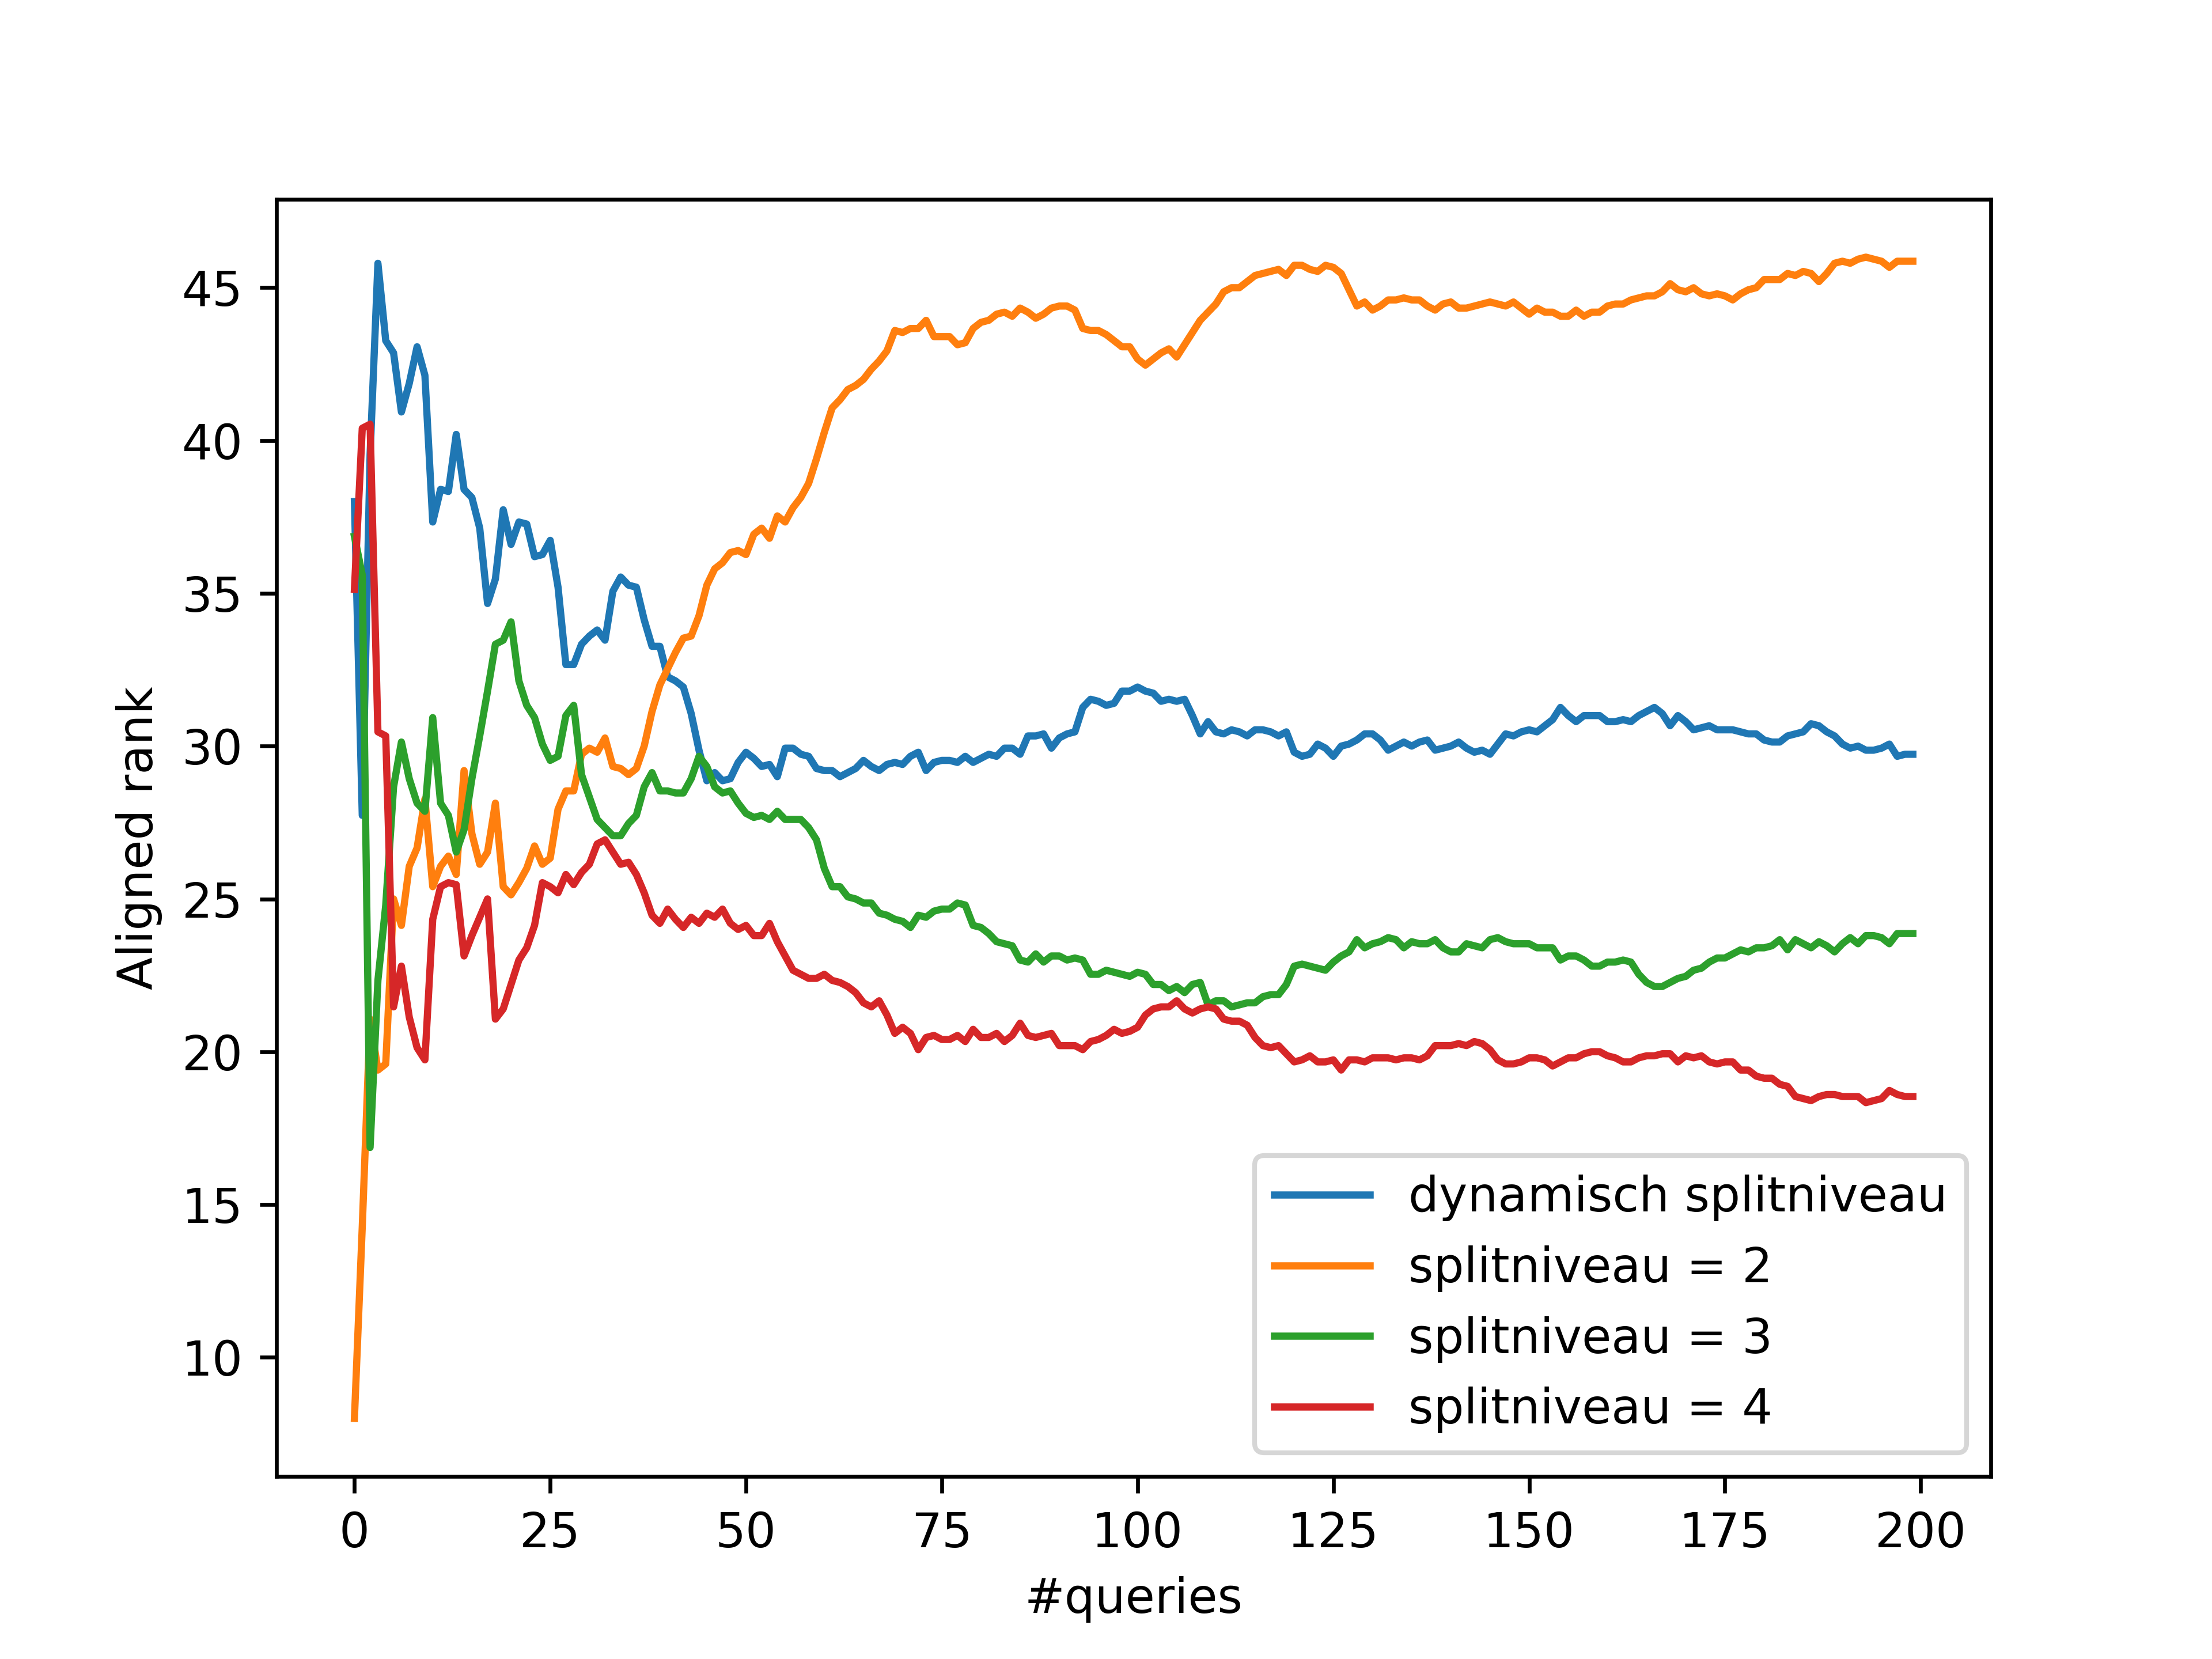 45
40
35
30
25
20
15
10
Aligned rank
0 25 50 75 100 125 150 175 200
#queries
dynamisch splitniveau
splitniveau = 2
splitniveau = 3
splitniveau = 4